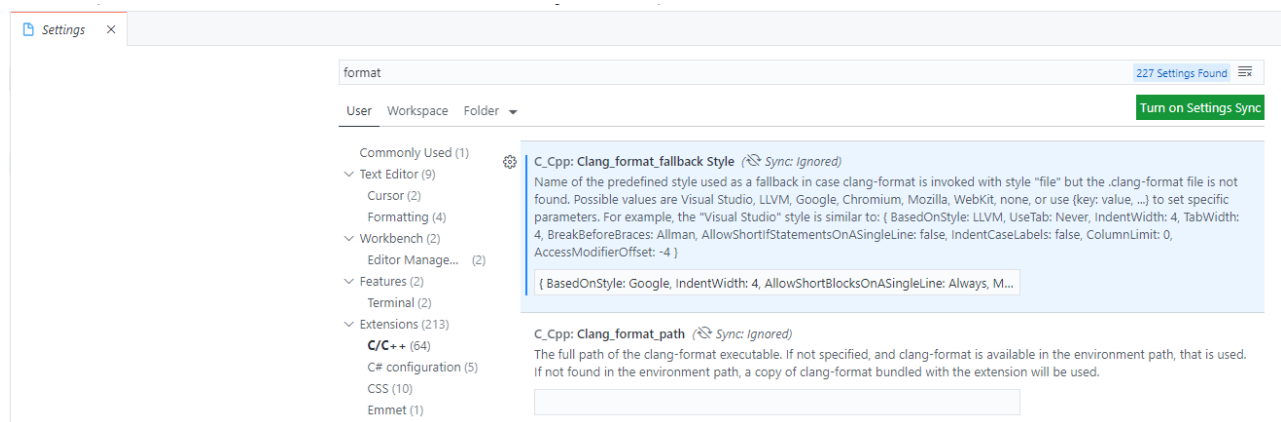 Settings
format
227 Settings Found
User Workspace Folder
Turn on Settings Sync
Commonly Used (1)
Text Editor (9)
Cursor (2)
Formatting (4)
Workbench (2)
Editor Manage... (2)
Features (2)
Terminal (2)
Extensions (213)
C/C++ (64)
C# configuration (5)
CSS (10)
Emmet (1)
C_Cpp: Clang_format_fallback Style (Sync: Ignored)
Name of the predefined style used as a fallback in case clang-format is invoked with style "file" but the .clang-format file is not
found. Possible values are Visual Studio, LLVM, Google, Chromium, Mozilla, WebKit, none, or use {key: value, ...} to set specific
parameters. For example, the "Visual Studio" style is similar to: { BasedOnStyle: LLVM, UseTab: Never, IndentWidth: 4, TabWidth:
4, BreakBeforeBraces: Allman, AllowShortIfStatementsOnASingleLine: false, IndentCaseLabels: false, ColumnLimit: 0,
AccessModifierOffset: -4 }
{ BasedOnStyle: Google, IndentWidth: 4, AllowShortBlocksOnASingleLine: Always, M...
C_Cpp: Clang_format_path (Sync: Ignored)
The full path of the clang-format executable. If not specified, and clang-format is available in the environment path, that is used.
If not found in the environment path, a copy of clang-format bundled with the extension will be used.